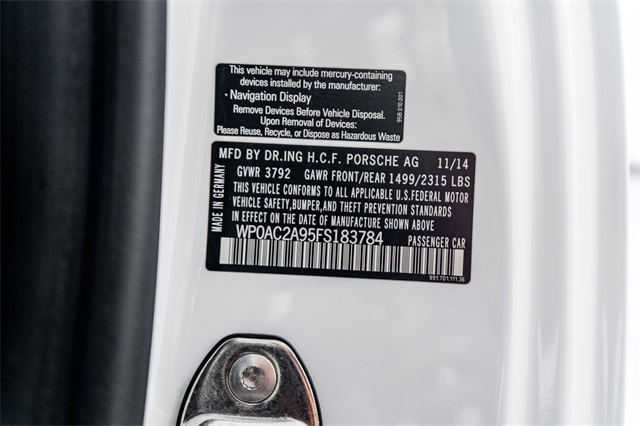 This vehicle may include mercury-containing
devices installed by the manufacturer:
· Navigation Display
Remove Devices Before Vehicle Disposal.
Upon Removal of Devices:
Please Reuse, Recycle, or Dispose as Hazardous Waste
958.010.001
MFD BY DR.ING H.C.F. PORSCHE AG 11/14
GVWR 3792 GAWR FRONT/REAR 1499/2315 LBS
THIS VEHICLE CONFORMS TO ALL APPLICABLE U.S.FEDERAL MOTOR
VEHICLE SAFETY,BUMPER,AND THEFT PREVENTION STANDARDS
IN EFFECT ON THE DATE OF MANUFACTURE SHOWN ABOVE
WP0AC2A95FS183784 PASSENGER CAR
MADE IN GERMANY
991.701.111.36